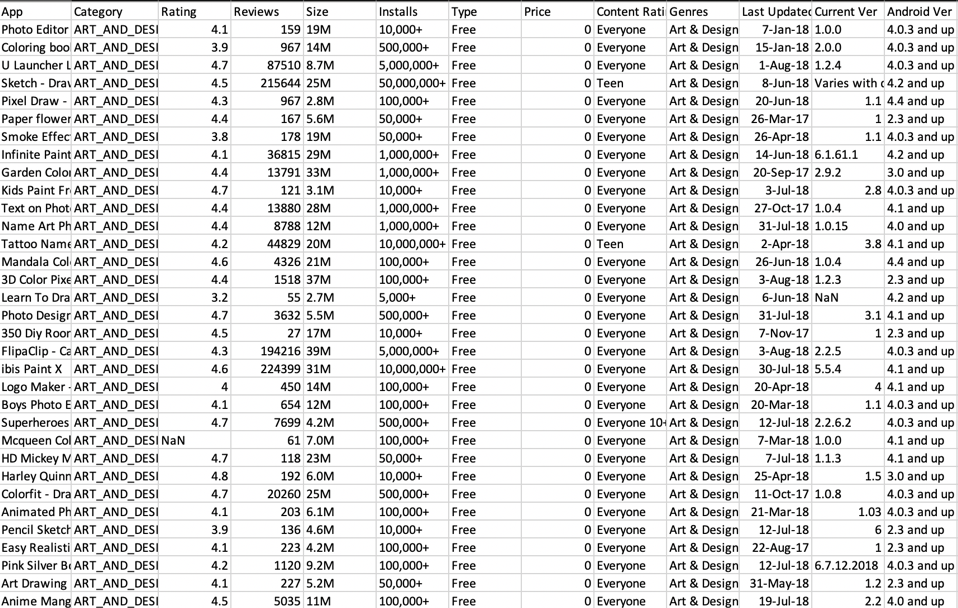 App Category Rating Reviews Size Installs Type Price Content Rati Genres Last Updated Current Ver Android Ver
Photo Editor ART_AND_DESI 4.1 159 19M 10,000+ Free 0 Everyone Art & Design 7-Jan-18 1.0.0 4.0.3 and up
Coloring boo ART_AND_DESI 3.9 967 14M 500,000+ Free 0 Everyone Art & Design 15-Jan-18 2.0.0 4.0.3 and up
U Launcher L ART_AND_DESI 4.7 87510 8.7M 5,000,000+ Free 0 Everyone Art & Design 1-Aug-18 1.2.4 4.0.3 and up
Sketch - Draw ART_AND_DESI 4.5 215644 25M 50,000,000+ Free 0 Teen Art & Design 8-Jun-18 Varies with d 4.2 and up
Pixel Draw - ART_AND_DESI 4.3 967 2.8M 100,000+ Free 0 Everyone Art & Design 20-Jun-18 1.1 4.4 and up
Paper flower ART_AND_DESI 4.4 167 5.6M 50,000+ Free 0 Everyone Art & Design 26-Mar-17 1 2.3 and up
Smoke Effec ART_AND_DESI 3.8 178 19M 50,000+ Free 0 Everyone Art & Design 26-Apr-18 1.1 4.0.3 and up
Infinite Paint ART_AND_DESI 4.1 36815 29M 1,000,000+ Free 0 Everyone Art & Design 14-Jun-18 6.1.61.1 4.2 and up
Garden Color ART_AND_DESI 4.4 13791 33M 1,000,000+ Free 0 Everyone Art & Design 20-Sep-17 2.9.2 3.0 and up
Kids Paint Fr ART_AND_DESI 4.7 121 3.1M 10,000+ Free 0 Everyone Art & Design 3-Jul-18 2.8 4.0.3 and up
Text on Phot ART_AND_DESI 4.4 13880 28M 1,000,000+ Free 0 Everyone Art & Design 27-Oct-17 1.0.4 4.1 and up
Name Art Ph ART_AND_DESI 4.4 8788 12M 1,000,000+ Free 0 Everyone Art & Design 31-Jul-18 1.0.15 4.0 and up
Tattoo Name ART_AND_DESI 4.2 44829 20M 10,000,000+ Free 0 Teen Art & Design 2-Apr-18 3.8 4.1 and up
Mandala Col ART_AND_DESI 4.6 4326 21M 100,000+ Free 0 Everyone Art & Design 26-Jun-18 1.0.4 4.4 and up
3D Color Pixe ART_AND_DESI 4.4 1518 37M 100,000+ Free 0 Everyone Art & Design 3-Aug-18 1.2.3 2.3 and up
Learn To Dra ART_AND_DESI 3.2 55 2.7M 5,000+ Free 0 Everyone Art & Design 6-Jun-18 NaN 4.2 and up
Photo Design ART_AND_DESI 4.7 3632 5.5M 500,000+ Free 0 Everyone Art & Design 31-Jul-18 3.1 4.1 and up
350 Diy Roor ART_AND_DESI 4.5 27 17M 10,000+ Free 0 Everyone Art & Design 7-Nov-17 1 2.3 and up
FlipaClip - Ca ART_AND_DESI 4.3 194216 39M 5,000,000+ Free 0 Everyone Art & Design 3-Aug-18 2.2.5 4.0.3 and up
ibis Paint X ART_AND_DESI 4.6 224399 31M 10,000,000+ Free 0 Everyone Art & Design 30-Jul-18 5.5.4 4.1 and up
Logo Maker - ART_AND_DESI 4 450 14M 100,000+ Free 0 Everyone Art & Design 20-Apr-18 4 4.1 and up
Boys Photo E ART_AND_DESI 4.1 654 12M 100,000+ Free 0 Everyone Art & Design 20-Mar-18 1.1 4.0.3 and up
Superheroes ART_AND_DESI 4.7 7699 4.2M 500,000+ Free 0 Everyone 10+ Art & Design 12-Jul-18 2.2.6.2 4.0.3 and up
Mcqueen Col ART_AND_DESI NaN 61 7.0M 100,000+ Free 0 Everyone Art & Design 7-Mar-18 1.0.0 4.1 and up
HD Mickey M ART_AND_DESI 4.7 118 23M 50,000+ Free 0 Everyone Art & Design 7-Jul-18 1.1.3 4.1 and up
Harley Quinn ART_AND_DESI 4.8 192 6.0M 10,000+ Free 0 Everyone Art & Design 25-Apr-18 1.5 3.0 and up
Colorfit - Dra ART_AND_DESI 4.7 20260 25M 500,000+ Free 0 Everyone Art & Design 11-Oct-17 1.0.8 4.0.3 and up
Animated Ph ART_AND_DESI 4.1 203 6.1M 100,000+ Free 0 Everyone Art & Design 21-Mar-18 1.03 4.0.3 and up
Pencil Sketch ART_AND_DESI 3.9 136 4.6M 10,000+ Free 0 Everyone Art & Design 12-Jul-18 6 2.3 and up
Easy Realisti ART_AND_DESI 4.1 223 4.2M 100,000+ Free 0 Everyone Art & Design 22-Aug-17 1 2.3 and up
Pink Silver Bo ART_AND_DESI 4.2 1120 9.2M 100,000+ Free 0 Everyone Art & Design 12-Jul-18 6.7.12.2018 4.0.3 and up
Art Drawing ART_AND_DESI 4.1 227 5.2M 50,000+ Free 0 Everyone Art & Design 31-May-18 1.2 2.3 and up
Anime Mang ART_AND_DESI 4.5 5035 11M 100,000+ Free 0 Everyone Art & Design 19-Jul-18 2.2 4.0 and up